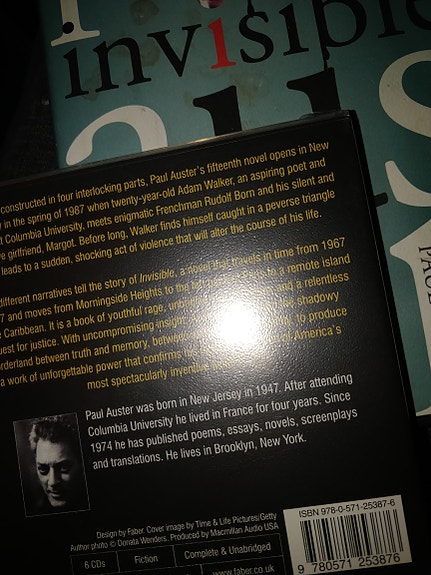 invisible
constructed in four interlocking parts, Paul Auster's fifteenth novel opens in New
in the spring of 1987 when twenty-year-old Adam Walker, an aspiring poet and
t Columbia University, meets enigmatic Frenchman Rudolf Born and his silent and
e girlfriend, Margot. Before long, Walker finds himself caught in a peverse triangle
leads to a sudden, shocking act of violence that will alter the course of his life.
different narratives tell the story of Invisible, a novel that travels in time from 1967
7 and moves from Morningside Heights to the to a remote island
e Caribbean. It is a book of youthful rage, and a relentless
uest for justice. With uncompromising insight shadowy
orderland between truth and memory, to produce
a work of unforgettable power that confirms of America's
most spectacularly inventive
Paul Auster was born in New Jersey in 1947. After attending
Columbia University he lived in France for four years. Since
1974 he has published poems, essays, novels, screenplays
and translations. He lives in Brooklyn, New York.
Design by Faber. Cover image by Time & Life Pictures/Getty
Author photo © Donata Wenders. Produced by Macmillan Audio USA
6 CDs Fiction Complete & Unabridged
www.faber.co.uk
ISBN 978-0-571-25387-6
9 780571 253876